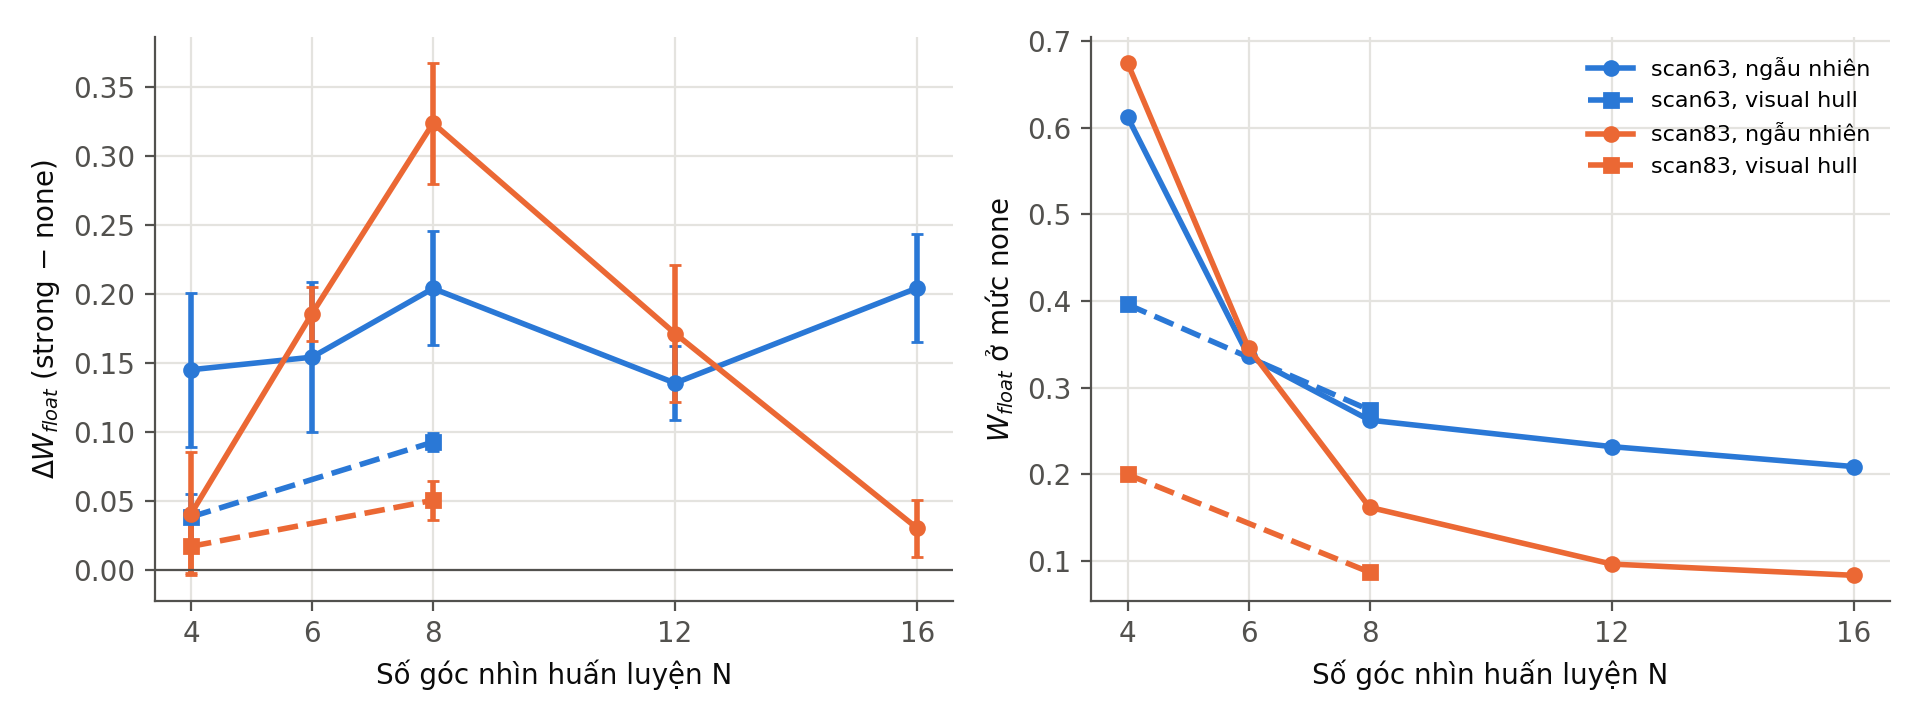 0.35
0.30
0.25
0.20
0.15
0.10
0.05
0.00
ΔW_float (strong − none)
4 6 8 12 16
Số góc nhìn huấn luyện N
0.7
0.6
0.5
0.4
0.3
0.2
0.1
W_float ở mức none
scan63, ngẫu nhiên
scan63, visual hull
scan83, ngẫu nhiên
scan83, visual hull
4 6 8 12 16
Số góc nhìn huấn luyện N